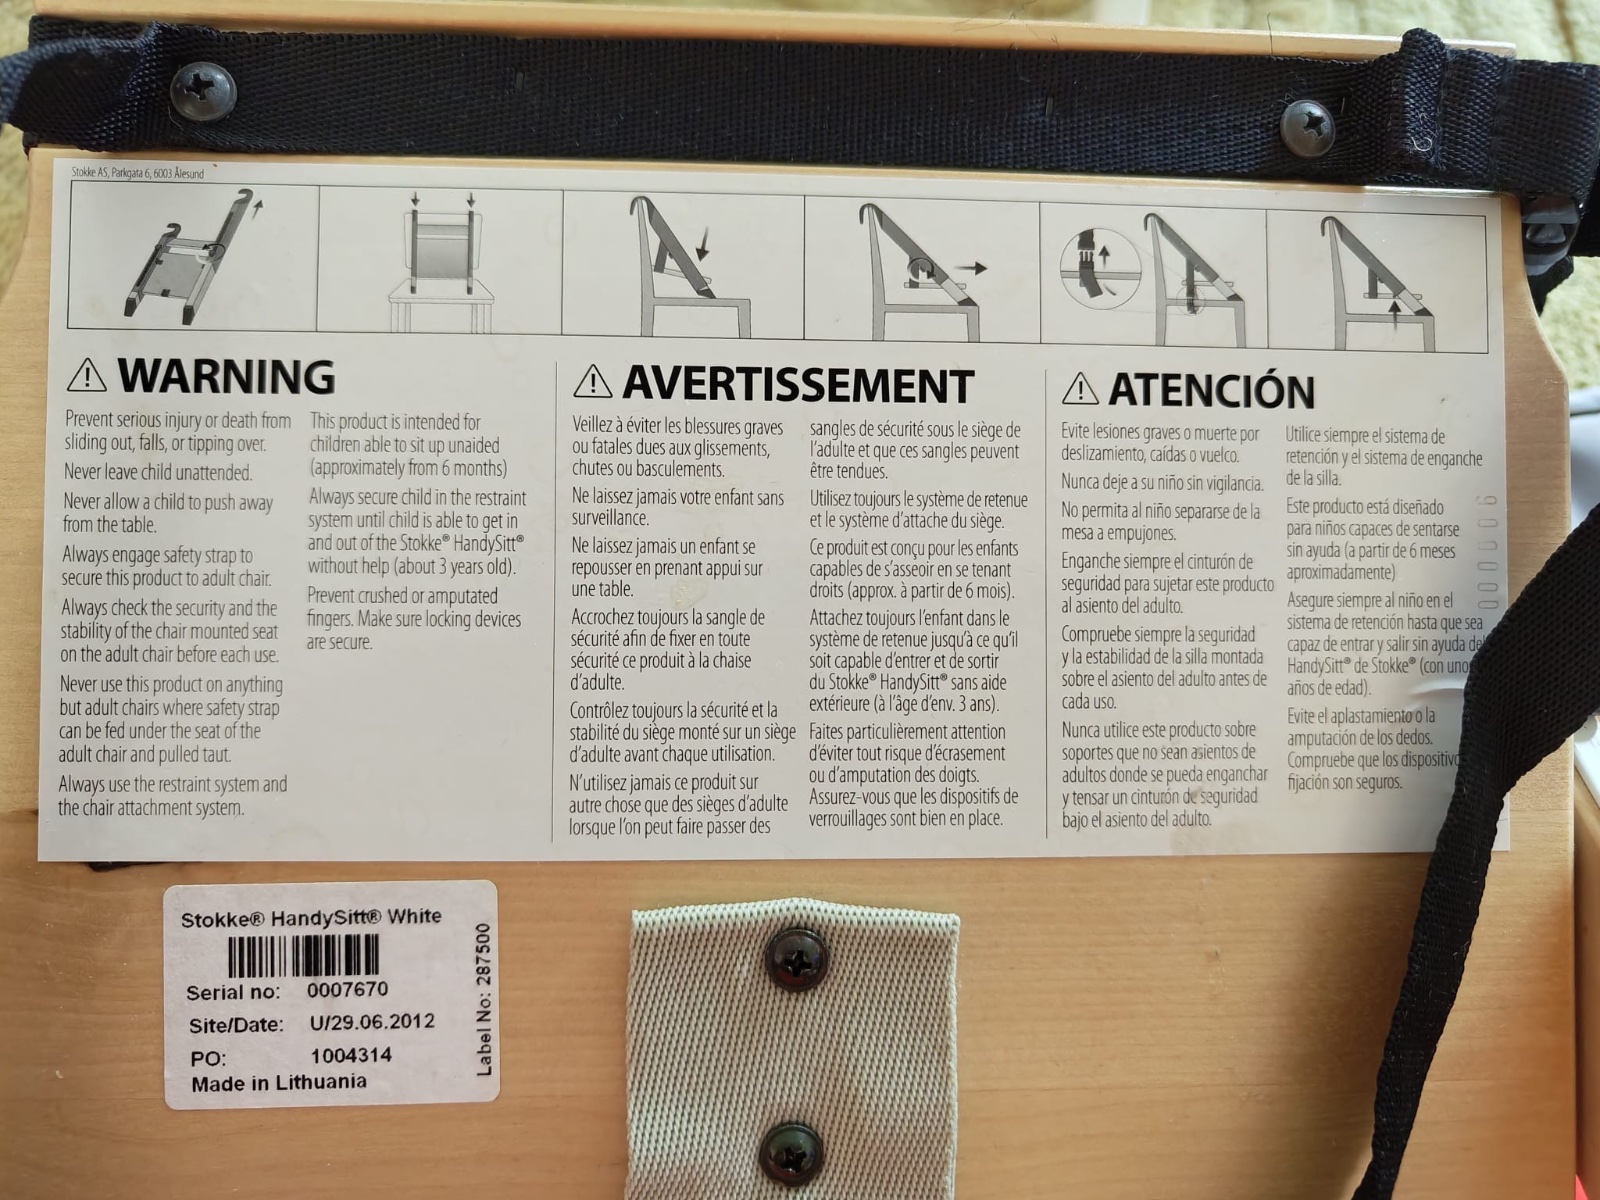 Stokke AS, Parkgata 6, 6003 Ålesund
WARNING
Prevent serious injury or death from
sliding out, falls, or tipping over.
Never leave child unattended.
Never allow a child to push away
from the table.
Always engage safety strap to
secure this product to adult chair.
Always check the security and the
stability of the chair mounted seat
on the adult chair before each use.
Never use this product on anything
but adult chairs where safety strap
can be fed under the seat of the
adult chair and pulled taut.
Always use the restraint system and
the chair attachment system.
This product is intended for
children able to sit up unaided
(approximately from 6 months)
Always secure child in the restraint
system until child is able to get in
and out of the Stokke® HandySitt®
without help (about 3 years old).
Prevent crushed or amputated
fingers. Make sure locking devices
are secure.
AVERTISSEMENT
Veillez à éviter les blessures graves
ou fatales dues aux glissements,
chutes ou basculements.
Ne laissez jamais votre enfant sans
surveillance.
Ne laissez jamais un enfant se
repousser en prenant appui sur
une table.
Accrochez toujours la sangle de
sécurité afin de fixer en toute
sécurité ce produit à la chaise
d'adulte.
Contrôlez toujours la sécurité et la
stabilité du siège monté sur un siège
d'adulte avant chaque utilisation.
N'utilisez jamais ce produit sur
autre chose que des sièges d'adulte
lorsque l'on peut faire passer des
sangles de sécurité sous le siège de
l'adulte et que ces sangles peuvent
être tendues.
Utilisez toujours le système de retenue
et le système d'attache du siège.
Ce produit est conçu pour les enfants
capables de s'asseoir en se tenant
droits (approx. à partir de 6 mois).
Attachez toujours l'enfant dans le
système de retenue jusqu'à ce qu'il
soit capable d'entrer et de sortir
du Stokke® HandySitt® sans aide
extérieure (à l'âge d'env. 3 ans).
Faites particulièrement attention
d'éviter tout risque d'écrasement
ou d'amputation des doigts.
Assurez-vous que les dispositifs de
verrouillages sont bien en place.
ATENCIÓN
Evite lesiones graves o muerte por
deslizamiento, caídas o vuelco.
Nunca deje a su niño sin vigilancia.
No permita al niño separarse de la
mesa a empujones.
Enganche siempre el cinturón de
seguridad para sujetar este producto
al asiento del adulto.
Compruebe siempre la seguridad
y la estabilidad de la silla montada
sobre el asiento del adulto antes de
cada uso.
Nunca utilice este producto sobre
soportes que no sean asientos de
adultos donde se pueda enganchar
y tensar un cinturón de seguridad
bajo el asiento del adulto.
Utilice siempre el sistema de
retención y el sistema de enganche
de la silla.
Este producto está diseñado
para niños capaces de sentarse
sin ayuda (a partir de 6 meses
aproximadamente)
Asegure siempre al niño en el
sistema de retención hasta que sea
capaz de entrar y salir sin ayuda
HandySitt® de Stokke® (con
años de edad).
Evite el aplastamiento o la
amputación de los dedos.
Compruebe que los
fijación son seguros.
Stokke® HandySitt® White
Serial no: 0007670
Site/Date: U/29.06.2012
PO: 1004314
Made in Lithuania
Label No: 287500